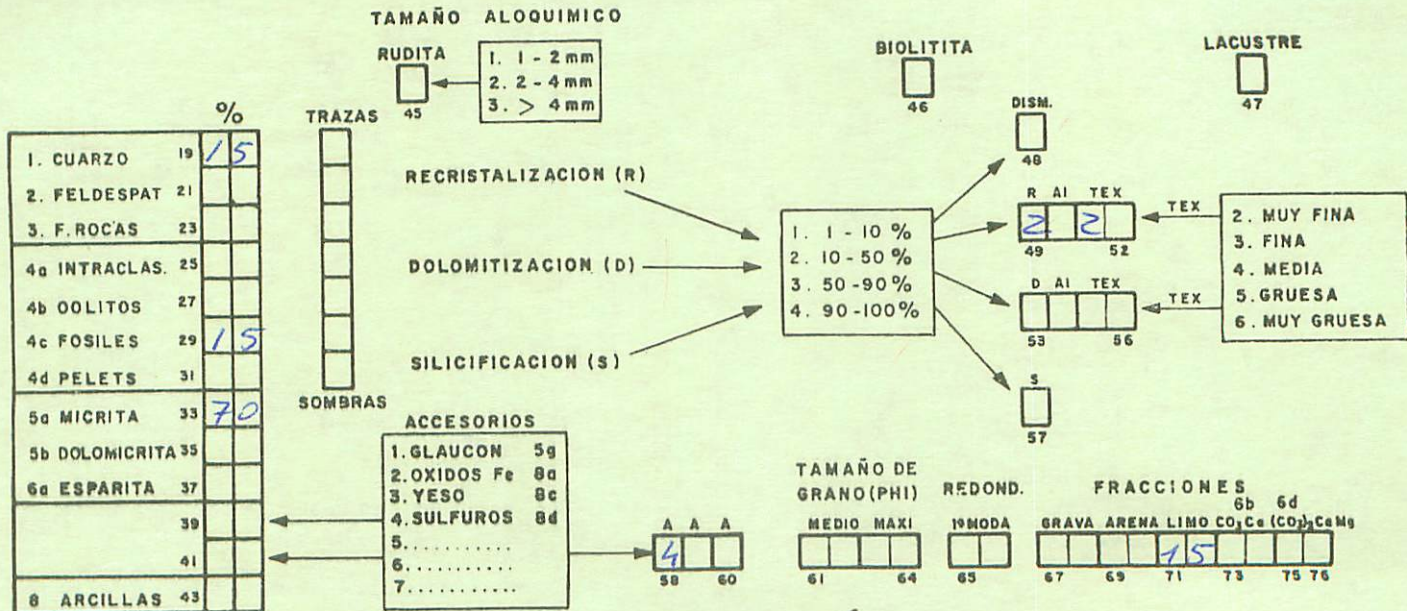 TAMAÑO ALOQUIMICO
RUDITA
45
1. 1 - 2 mm
2. 2 - 4 mm
3. > 4 mm
BIOLITITA
46
LACUSTRE
47
%
1. CUARZO 19 15
2. FELDESPAT 21
3. F. ROCAS 23
4a INTRACLAS. 25
4b OOLITOS 27
4c FOSILES 29 15
4d PELETS 31
5a MICRITA 33 70
5b DOLOMICRITA 35
6a ESPARITA 37
39
41
8 ARCILLAS 43
TRAZAS
SOMBRAS
RECRISTALIZACION (R)
DOLOMITIZACION (D)
SILICIFICACION (S)
1. 1 - 10 %
2. 10 - 50 %
3. 50 - 90 %
4. 90 - 100 %
DISM.
48
R AI TEX
2 2
49 52
TEX
D AI TEX
53 56
TEX
2. MUY FINA
3. FINA
4. MEDIA
5. GRUESA
6. MUY GRUESA
S
57
ACCESORIOS
1. GLAUCON 5g
2. OXIDOS Fe 8a
3. YESO 8c
4. SULFUROS 8d
5...........
6...........
7...........
A A A
4
58 60
TAMAÑO DE
GRANO (PHI)
MEDIO MAXI
61 64
REDOND.
1ª MODA
65
FRACCIONES
6b 6d
GRAVA ARENA LIMO CO3Ca (CO3)2CaMg
15
67 69 71 73 75 76